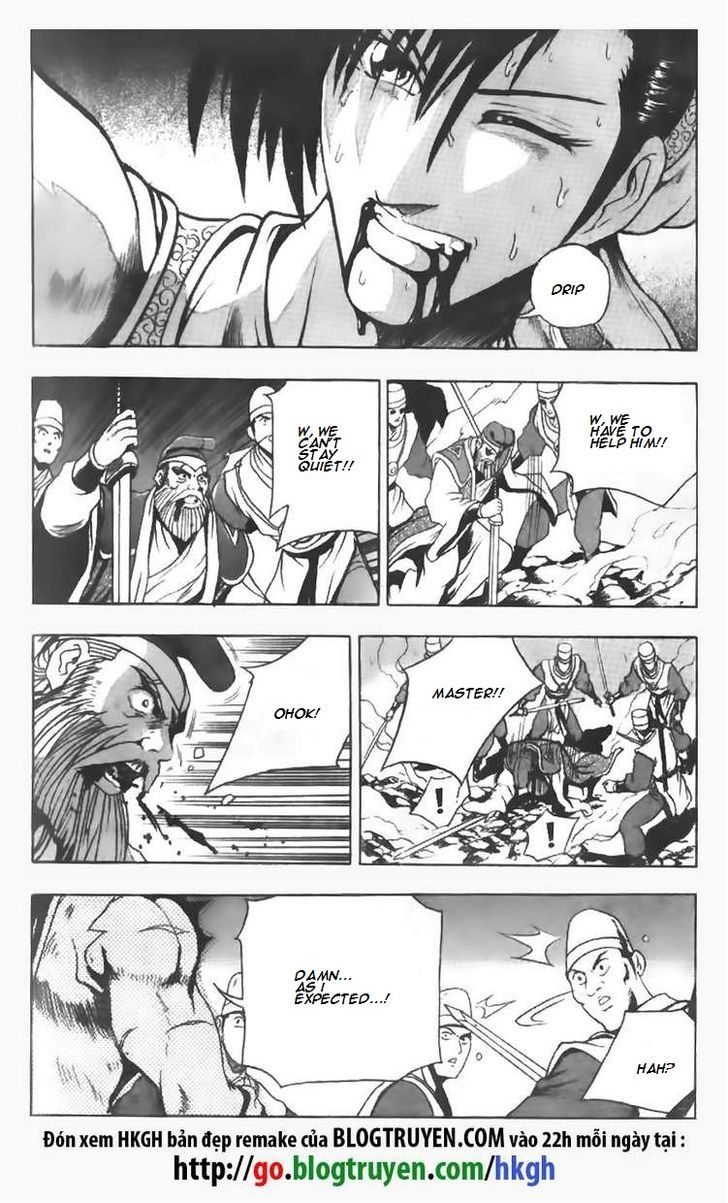 DRIP
W, WE
CAN'T
STAY
QUIET!!
W, WE
HAVE TO
HELP HIM!!
OHOK!
MASTER!!
!
!
DAMN...
AS I
EXPECTED...!
HAH?
Đón xem HKGH bản đẹp remake của BLOGTRUYEN.COM vào 22h mỗi ngày tại :
http://go.blogtruyen.com/hkgh